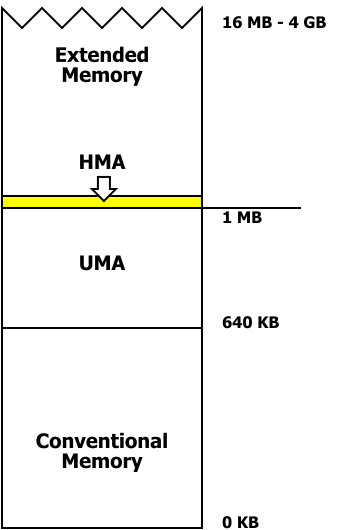 16 MB - 4 GB
Extended
Memory
HMA
1 MB
UMA
640 KB
Conventional
Memory
0 KB